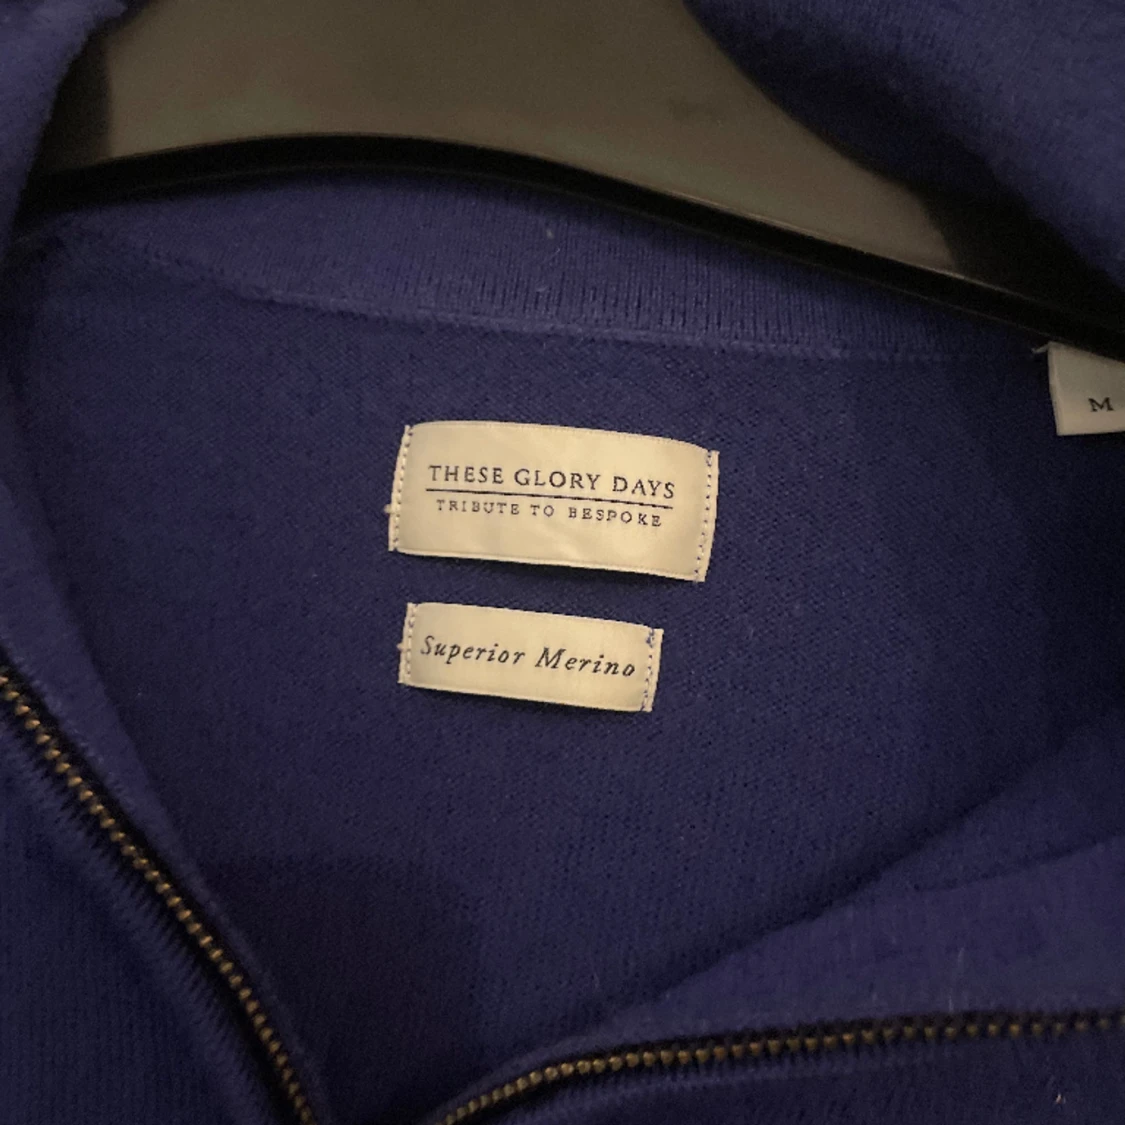 THESE GLORY DAYS
TRIBUTE TO BESPOKE
Superior Merino
M